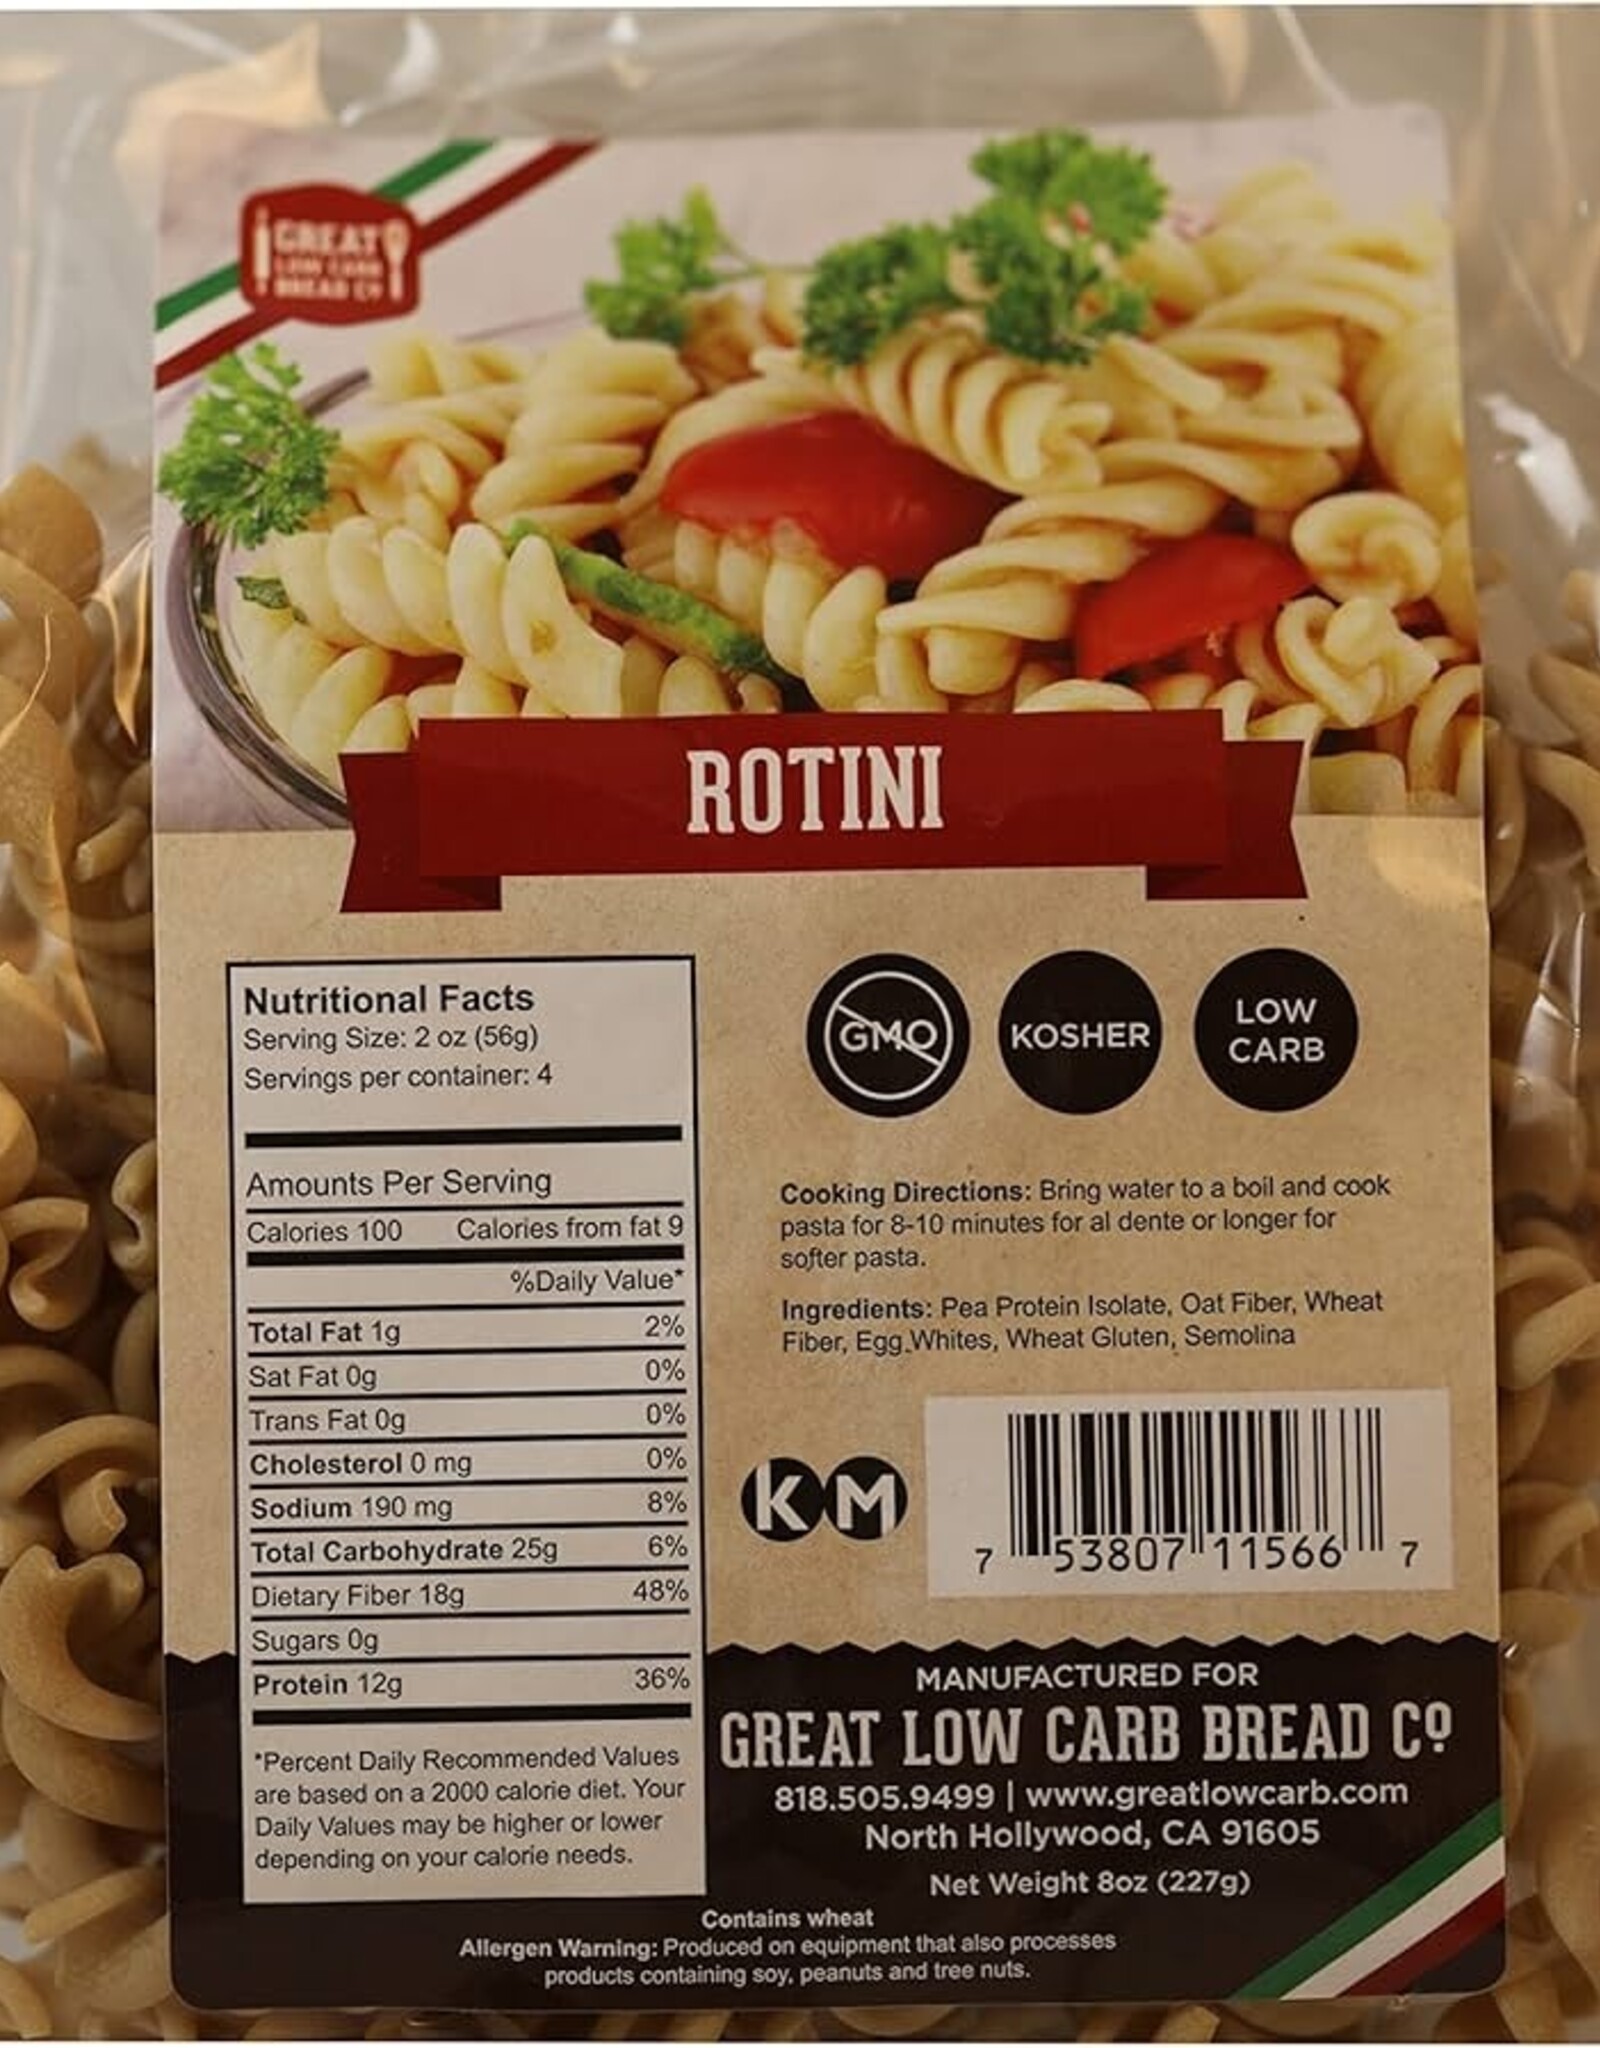 GREAT
LOW CARB
BREAD Cº
ROTINI
Nutritional Facts
Serving Size: 2 oz (56g)
Servings per container: 4
Amounts Per Serving
Calories 100 Calories from fat 9
%Daily Value*
Total Fat 1g 2%
Sat Fat 0g 0%
Trans Fat 0g 0%
Cholesterol 0 mg 0%
Sodium 190 mg 8%
Total Carbohydrate 25g 6%
Dietary Fiber 18g 48%
Sugars 0g
Protein 12g 36%
*Percent Daily Recommended Values
are based on a 2000 calorie diet. Your
Daily Values may be higher or lower
depending on your calorie needs.
GMO
KOSHER
LOW
CARB
Cooking Directions: Bring water to a boil and cook
pasta for 8-10 minutes for al dente or longer for
softer pasta.
Ingredients: Pea Protein Isolate, Oat Fiber, Wheat
Fiber, Egg Whites, Wheat Gluten, Semolina
KM
7 53807 11566 7
MANUFACTURED FOR
GREAT LOW CARB BREAD Cº
818.505.9499 | www.greatlowcarb.com
North Hollywood, CA 91605
Net Weight 8oz (227g)
Contains wheat
Allergen Warning: Produced on equipment that also processes
products containing soy, peanuts and tree nuts.